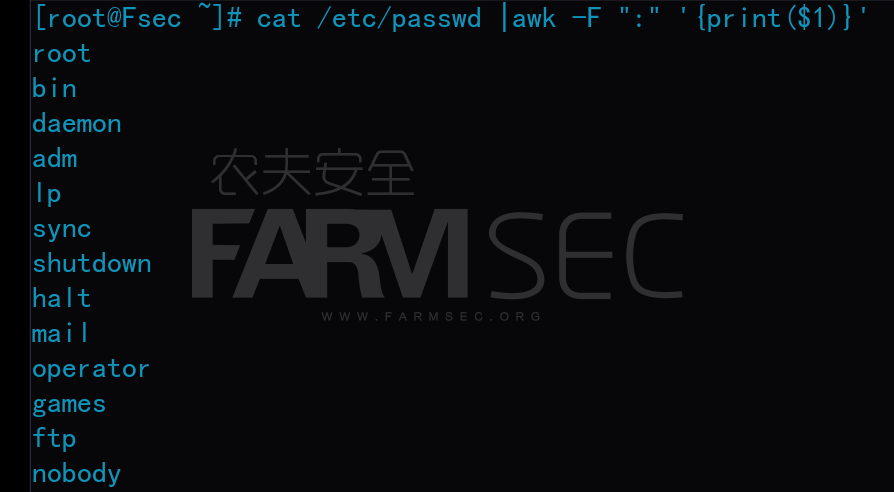 [root@Fsec ~]# cat /etc/passwd |awk -F ":" '{print($1)}'
root
bin
daemon
adm
lp
sync
shutdown
halt
mail
operator
games
ftp
nobody
农夫安全
FARMSEC
WWW.FARMSEC.ORG